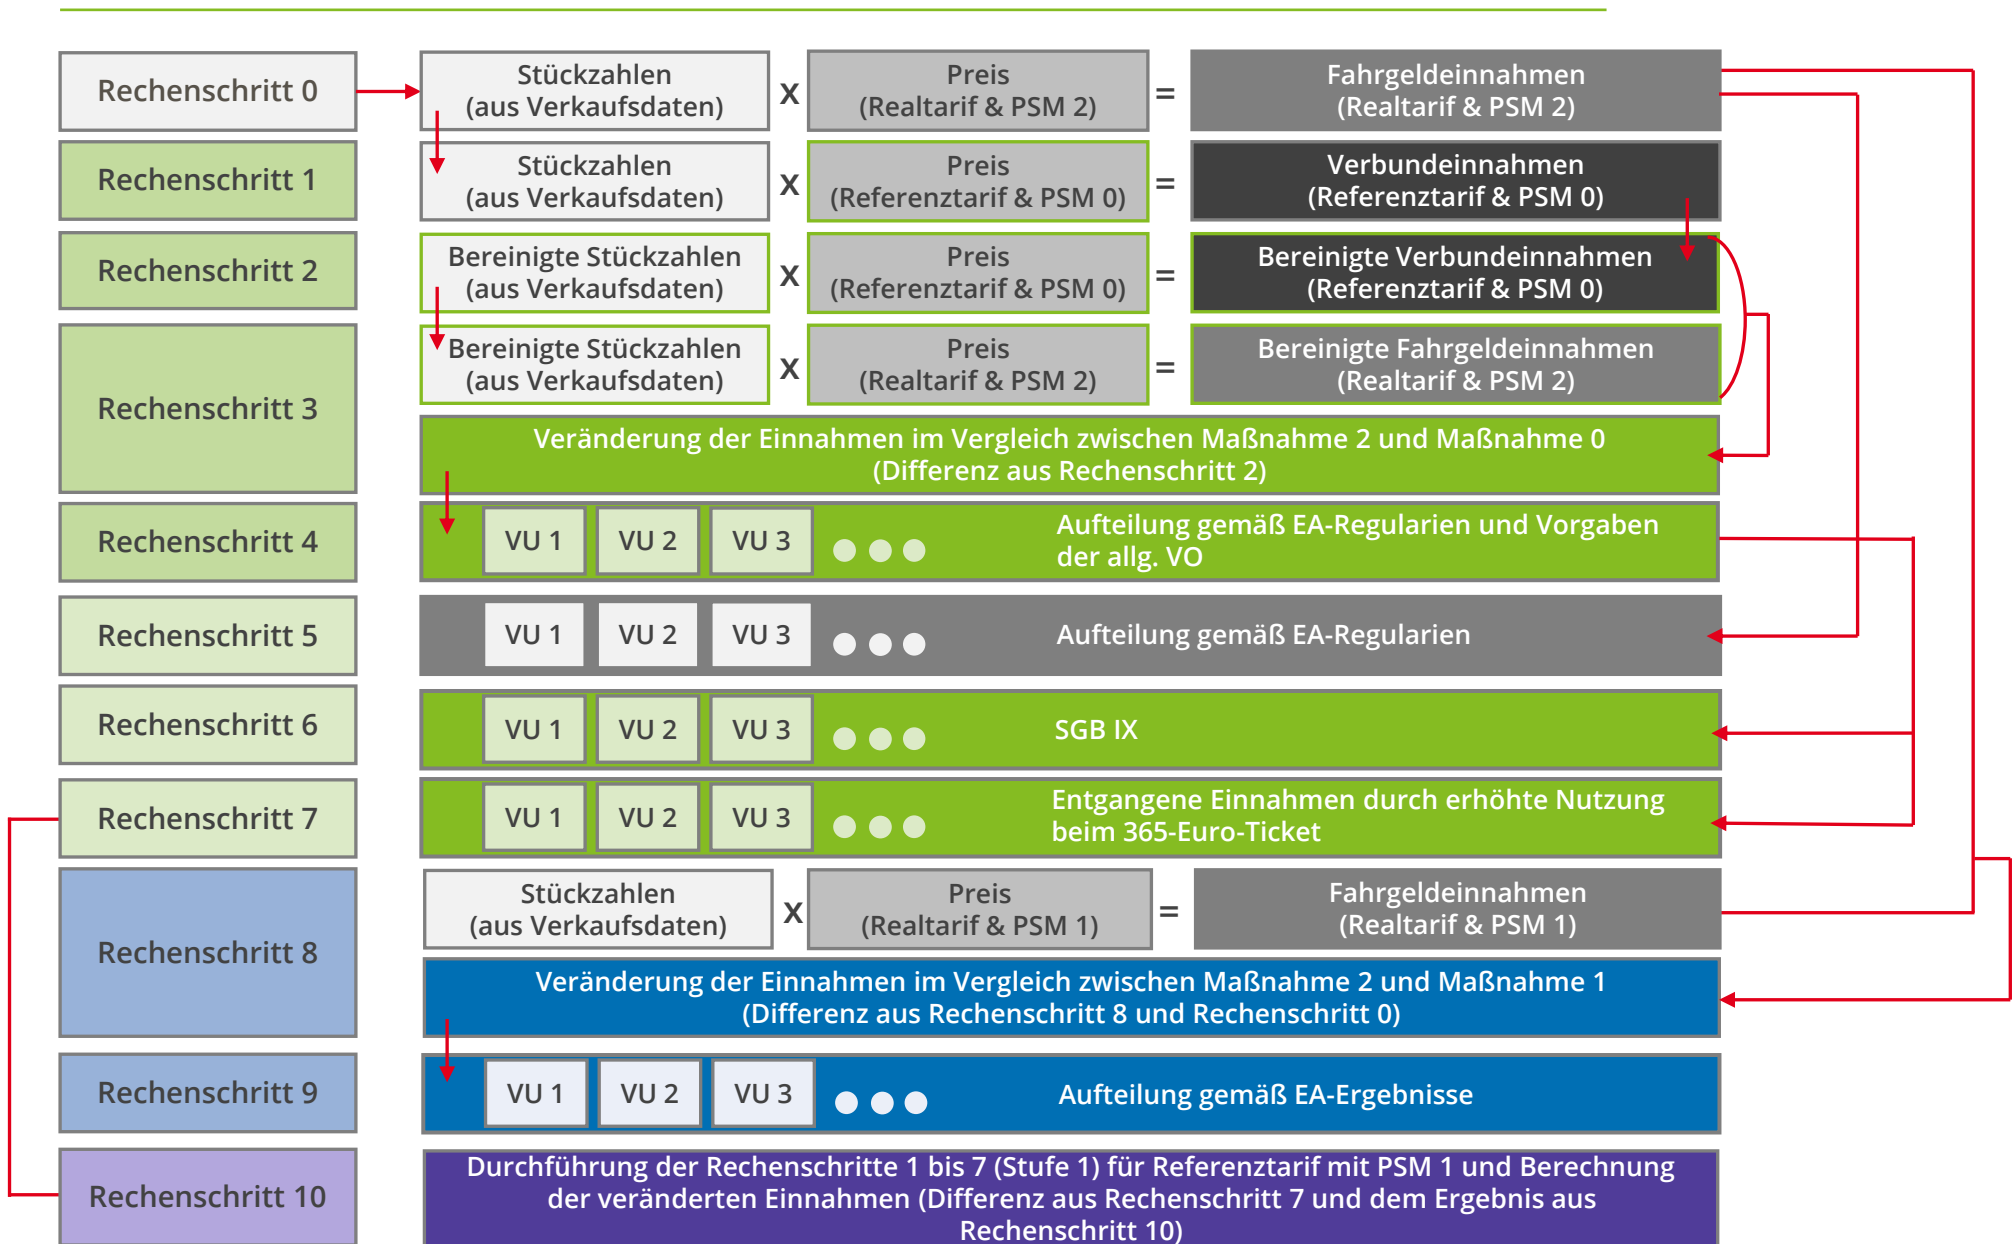 Rechenschritt 0
Stückzahlen
(aus Verkaufsdaten)
x
Preis
(Realtarif & PSM 2)
=
Fahrgeldeinnahmen
(Realtarif & PSM 2)
Rechenschritt 1
Stückzahlen
(aus Verkaufsdaten)
x
Preis
(Referenztarif & PSM 0)
=
Verbundeinnahmen
(Referenztarif & PSM 0)
Rechenschritt 2
Bereinigte Stückzahlen
(aus Verkaufsdaten)
x
Preis
(Referenztarif & PSM 0)
=
Bereinigte Verbundeinnahmen
(Referenztarif & PSM 0)
Rechenschritt 3
Bereinigte Stückzahlen
(aus Verkaufsdaten)
x
Preis
(Realtarif & PSM 2)
=
Bereinigte Fahrgeldeinnahmen
(Realtarif & PSM 2)
Veränderung der Einnahmen im Vergleich zwischen Maßnahme 2 und Maßnahme 0
(Differenz aus Rechenschritt 2)
Rechenschritt 4
VU 1
VU 2
VU 3
Aufteilung gemäß EA-Regularien und Vorgaben
der allg. VO
Rechenschritt 5
VU 1
VU 2
VU 3
Aufteilung gemäß EA-Regularien
Rechenschritt 6
VU 1
VU 2
VU 3
SGB IX
Rechenschritt 7
VU 1
VU 2
VU 3
Entgangene Einnahmen durch erhöhte Nutzung
beim 365-Euro-Ticket
Rechenschritt 8
Stückzahlen
(aus Verkaufsdaten)
x
Preis
(Realtarif & PSM 1)
=
Fahrgeldeinnahmen
(Realtarif & PSM 1)
Veränderung der Einnahmen im Vergleich zwischen Maßnahme 2 und Maßnahme 1
(Differenz aus Rechenschritt 8 und Rechenschritt 0)
Rechenschritt 9
VU 1
VU 2
VU 3
Aufteilung gemäß EA-Ergebnisse
Rechenschritt 10
Durchführung der Rechenschritte 1 bis 7 (Stufe 1) für Referenztarif mit PSM 1 und Berechnung
der veränderten Einnahmen (Differenz aus Rechenschritt 7 und dem Ergebnis aus
Rechenschritt 10)